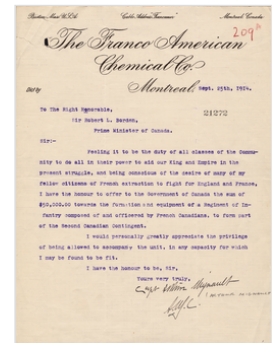 Boston, Mass. U.S.A.
"Cable Address "Francamer"
Montreal, Canada.
209A
The Franco American
Chemical Co.
Montreal,
Sept. 25th. 1914.
To The Right Honorable,
21272
Sir Robert L. Borden,
Prime Minister of Canada.
Sir:-
Feeling it to be the duty of all classes of the Commu-
nity to do all in their power to aid our King and Empire in the
present struggle, and being conscious of the desire of many of my
fellow citizens of French extraction to fight for England and France,
I have the honour to offer to the Government of Canada the sum of
$50,000.00 towards the formation and equipment of a Regiment of In-
fantry composed of and officered by French Canadians, to form part
of the Second Canadian Contingent.
I would personally greatly appreciate the privilege
of being allowed to accompany the unit, in any capacity for which
I may be found to be fit.
I have the Honour to be, Sir,
Yours very truly,
Capt Arthur Mignault